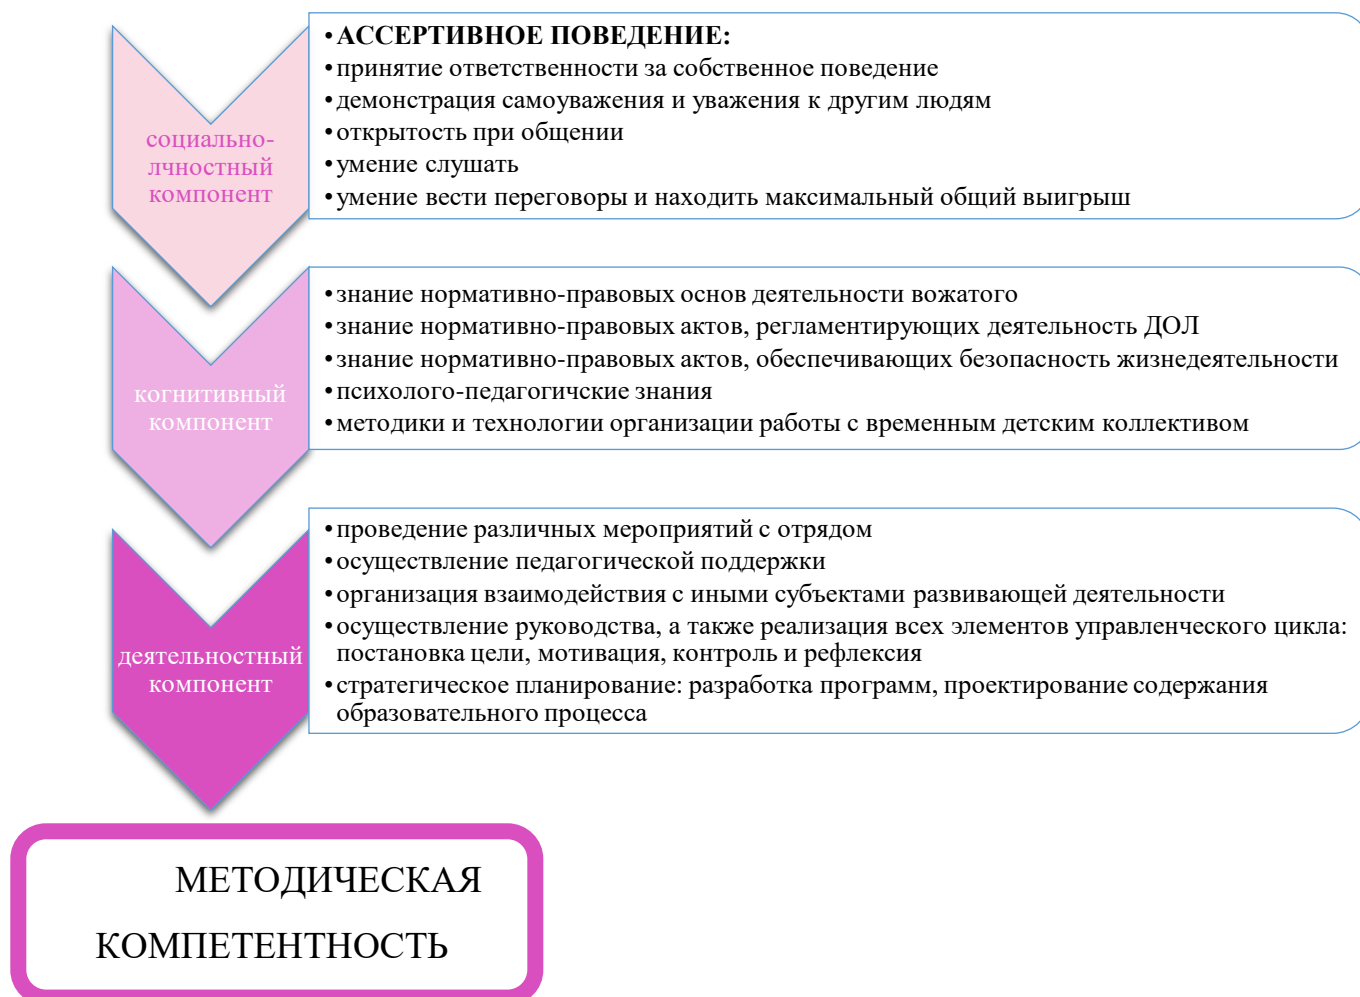 социально-
лчностный
компонент
•АССЕРТИВНОЕ ПОВЕДЕНИЕ:
•принятие ответственности за собственное поведение
•демонстрация самоуважения и уважения к другим людям
•открытость при общении
•умение слушать
•умение вести переговоры и находить максимальный общий выигрыш
когнитивный
компонент
•знание нормативно-правовых основ деятельности вожатого
•знание нормативно-правовых актов, регламентирующих деятельность ДОЛ
•знание нормативно-правовых актов, обеспечивающих безопасность жизнедеятельности
•психолого-педагогичские знания
•методики и технологии организации работы с временным детским коллективом
деятельностный
компонент
•проведение различных мероприятий с отрядом
•осуществление педагогической поддержки
•организация взаимодействия с иными субъектами развивающей деятельности
•осуществление руководства, а также реализация всех элементов управленческого цикла:
постановка цели, мотивация, контроль и рефлексия
•стратегическое планирование: разработка программ, проектирование содержания
образовательного процесса
МЕТОДИЧЕСКАЯ
КОМПЕТЕНТНОСТЬ